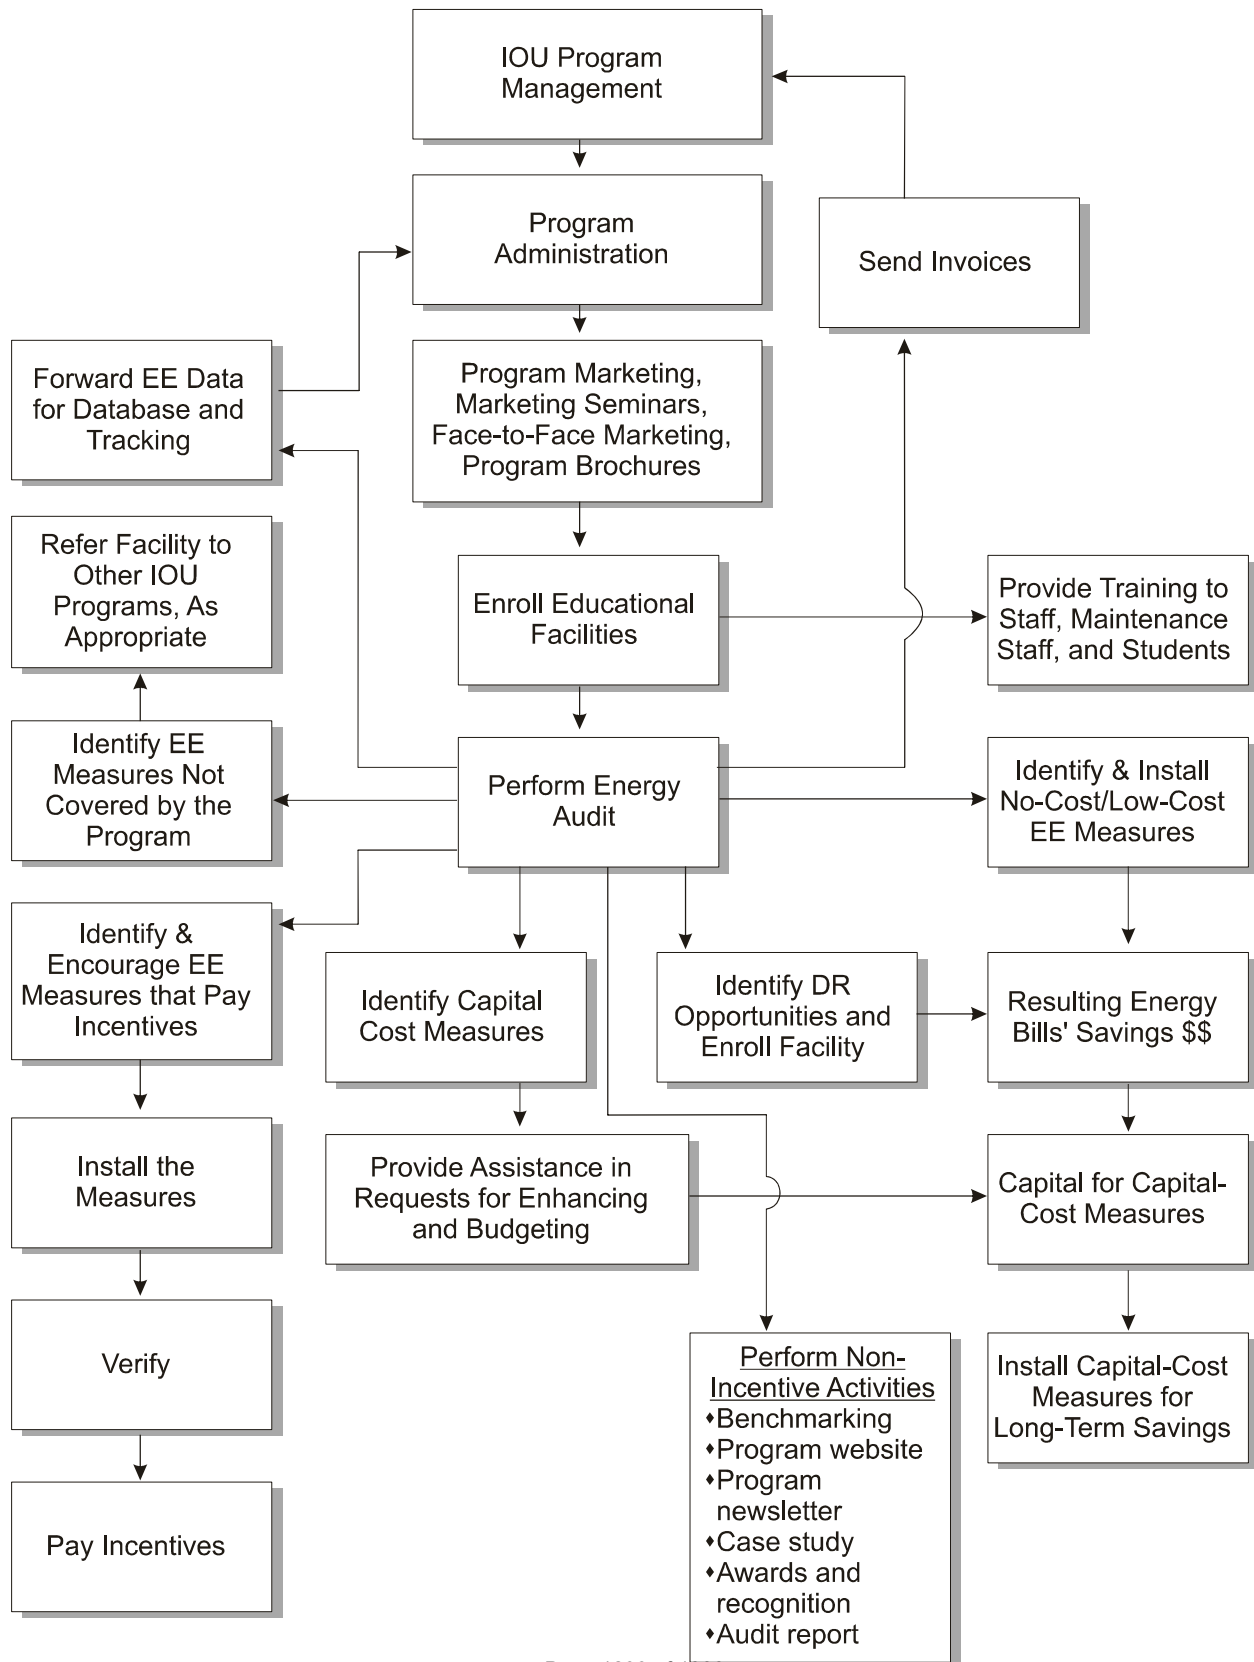 IOU Program
Management
Program
Administration
Send Invoices
Forward EE Data
for Database and
Tracking
Program Marketing,
Marketing Seminars,
Face-to-Face Marketing,
Program Brochures
Refer Facility to
Other IOU
Programs, As
Appropriate
Enroll Educational
Facilities
Provide Training to
Staff, Maintenance
Staff, and Students
Identify EE
Measures Not
Covered by the
Program
Perform Energy
Audit
Identify & Install
No-Cost/Low-Cost
EE Measures
Identify &
Encourage EE
Measures that Pay
Incentives
Identify Capital
Cost Measures
Identify DR
Opportunities and
Enroll Facility
Resulting Energy
Bills' Savings $$
Install the
Measures
Provide Assistance in
Requests for Enhancing
and Budgeting
Capital for Capital-
Cost Measures
Verify
Perform Non-
Incentive Activities
♦Benchmarking
♦Program website
♦Program
newsletter
♦Case study
♦Awards and
recognition
♦Audit report
Install Capital-Cost
Measures for
Long-Term Savings
Pay Incentives